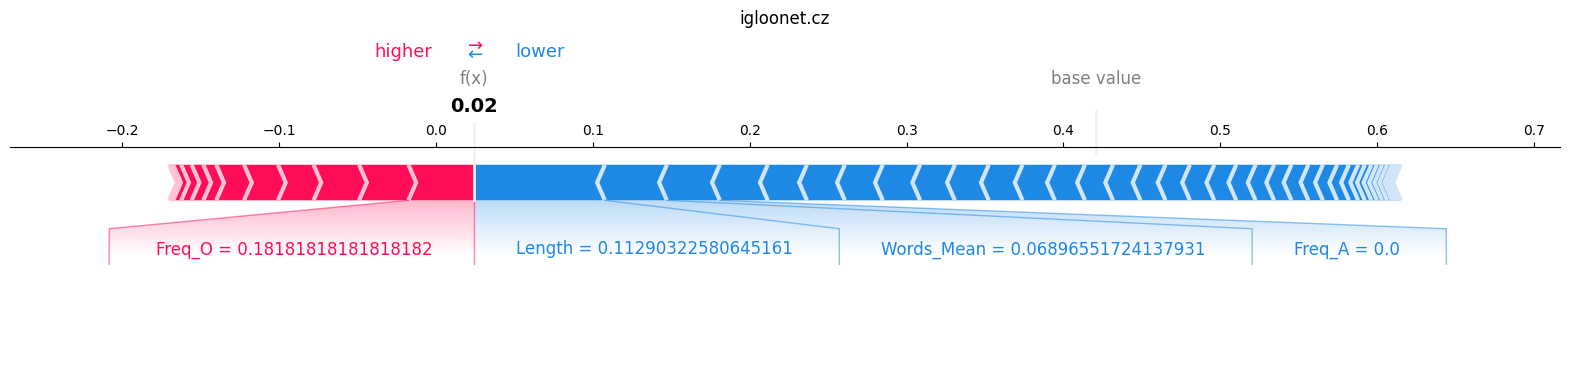 igloonet.cz
higher ⇄ lower
f(x) base value
0.02
−0.2 −0.1 0.0 0.1 0.2 0.3 0.4 0.5 0.6 0.7
Freq_O = 0.18181818181818182 Length = 0.11290322580645161 Words_Mean = 0.06896551724137931 Freq_A = 0.0